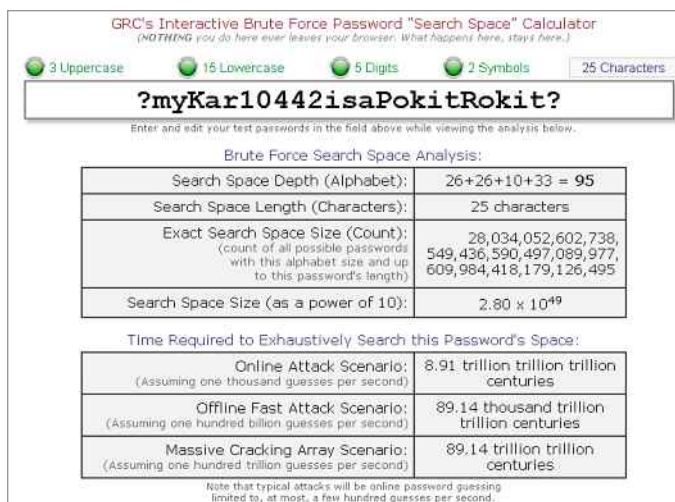 GRC's Interactive Brute Force Password "Search Space" Calculator
(NOTHING you do here ever leaves your browser. What happens here, stays here.)
3 Uppercase 15 Lowercase 5 Digits 2 Symbols 25 Characters
?myKar10442isaPokitRokit?
Enter and edit your test passwords in the field above while viewing the analysis below.
Brute Force Search Space Analysis:
Search Space Depth (Alphabet): 26+26+10+33 = 95
Search Space Length (Characters): 25 characters
Exact Search Space Size (Count):
(count of all possible passwords
with this alphabet size and up
to this password's length)
28,034,052,602,738,
549,436,590,497,089,977,
609,984,418,179,126,495
Search Space Size (as a power of 10): 2.80 x 10^49
Time Required to Exhaustively Search this Password's Space:
Online Attack Scenario:
(Assuming one thousand guesses per second)
8.91 trillion trillion trillion
centuries
Offline Fast Attack Scenario:
(Assuming one hundred billion guesses per second)
89.14 thousand trillion
trillion centuries
Massive Cracking Array Scenario:
(Assuming one hundred trillion guesses per second)
89.14 trillion trillion
centuries
Note that typical attacks will be online password guessing
limited to, at most, a few hundred guesses per second.